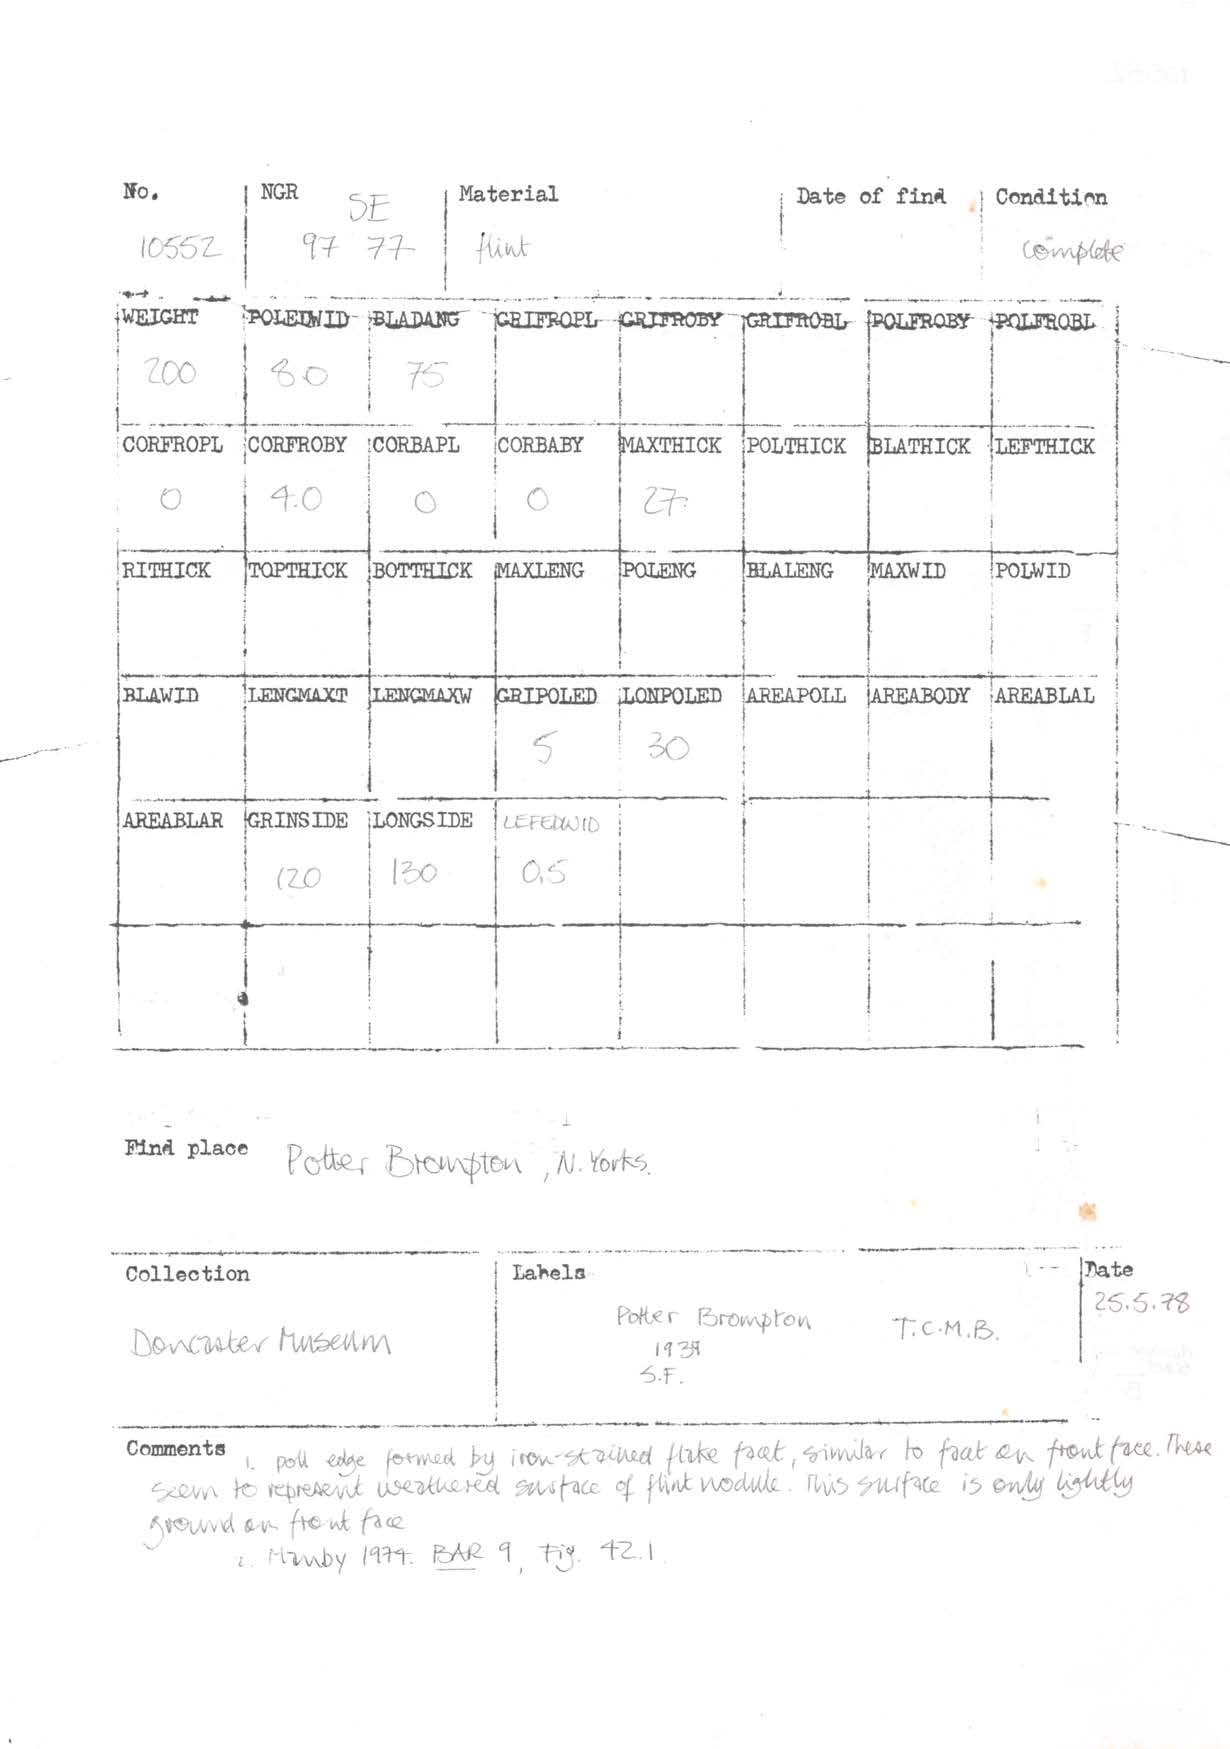 No. NGR Material Date of find Condition
SE
10552 97 77 flint complete
WEIGHT POLEDWID BLADANG GRIFROPL GRIFROBY GRIFROBL POLFROBY POLFROBL
200 8.0 75
CORFROPL CORFROBY CORBAPL CORBABY MAXTHICK POLTHICK BLATHICK LEFTHICK
0 4.0 0 0 27
RITHICK TOPTHICK BOTTHICK MAXLENG POLENG BLALENG MAXWID POLWID
BLAWID LENGMAXT LENGMAXW GRIPOLED LONPOLED AREAPOLL AREABODY AREABLAL
5 30
AREABLAR GRINSIDE LONGSIDE LEFEDWID
120 130 0.5
Find place Potter Brompton, N. Yorks.
Collection Labels Date
25.5.78
Potter Brompton T.C.M.B.
Doncaster Museum
S.F.
Comments 1. poll edge formed by iron-stained flake facet, similar to facet on front face. These
seem to represent weathered surface of flint nodule. This surface is only lightly
ground on front face
2. Manby 1974. BAR 9, Fig. 42.1.